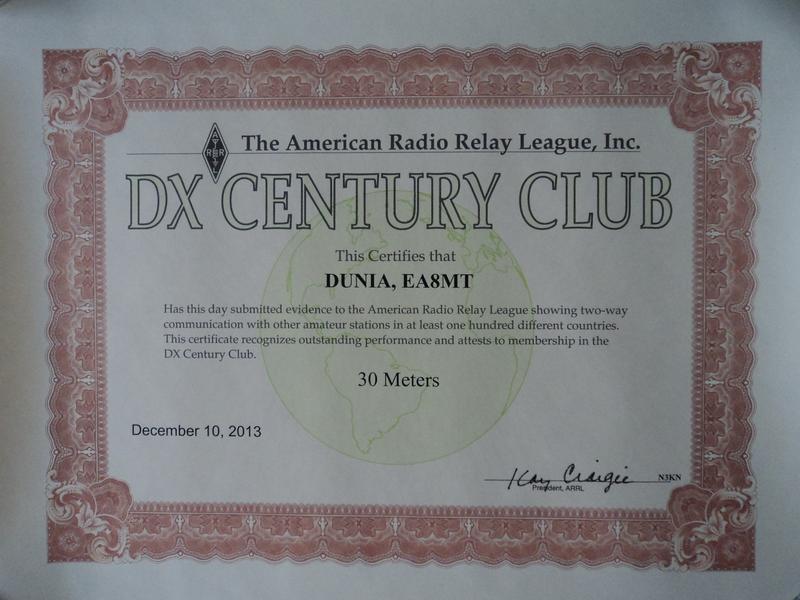 The American Radio Relay League, Inc.
A
R R
L
DX CENTURY CLUB
This Certifies that
DUNIA, EA8MT
Has this day submitted evidence to the American Radio Relay League showing two-way
communication with other amateur stations in at least one hundred different countries.
This certificate recognizes outstanding performance and attests to membership in the
DX Century Club.
30 Meters
December 10, 2013
Kay Craigie N3KN
President, ARRL